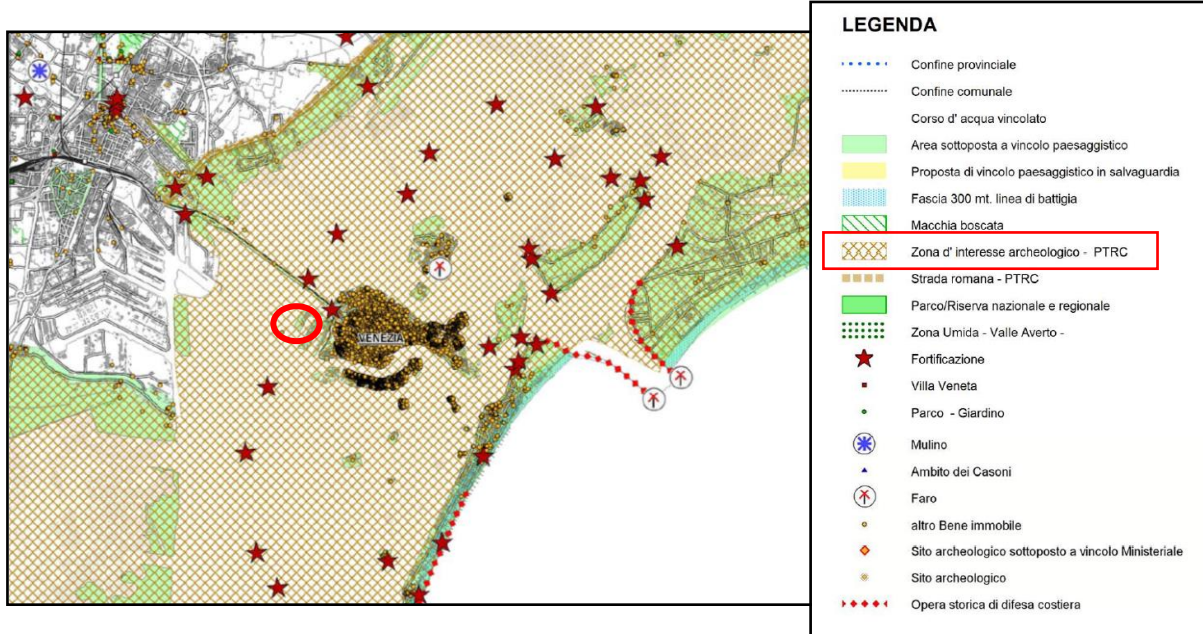 VENEZIA
LEGENDA
Confine provinciale
Confine comunale
Corso d' acqua vincolato
Area sottoposta a vincolo paesaggistico
Proposta di vincolo paesaggistico in salvaguardia
Fascia 300 mt. linea di battigia
Macchia boscata
Zona d' interesse archeologico - PTRC
Strada romana - PTRC
Parco/Riserva nazionale e regionale
Zona Umida - Valle Averto -
Fortificazione
Villa Veneta
Parco - Giardino
Mulino
Ambito dei Casoni
Faro
altro Bene immobile
Sito archeologico sottoposto a vincolo Ministeriale
Sito archeologico
Opera storica di difesa costiera